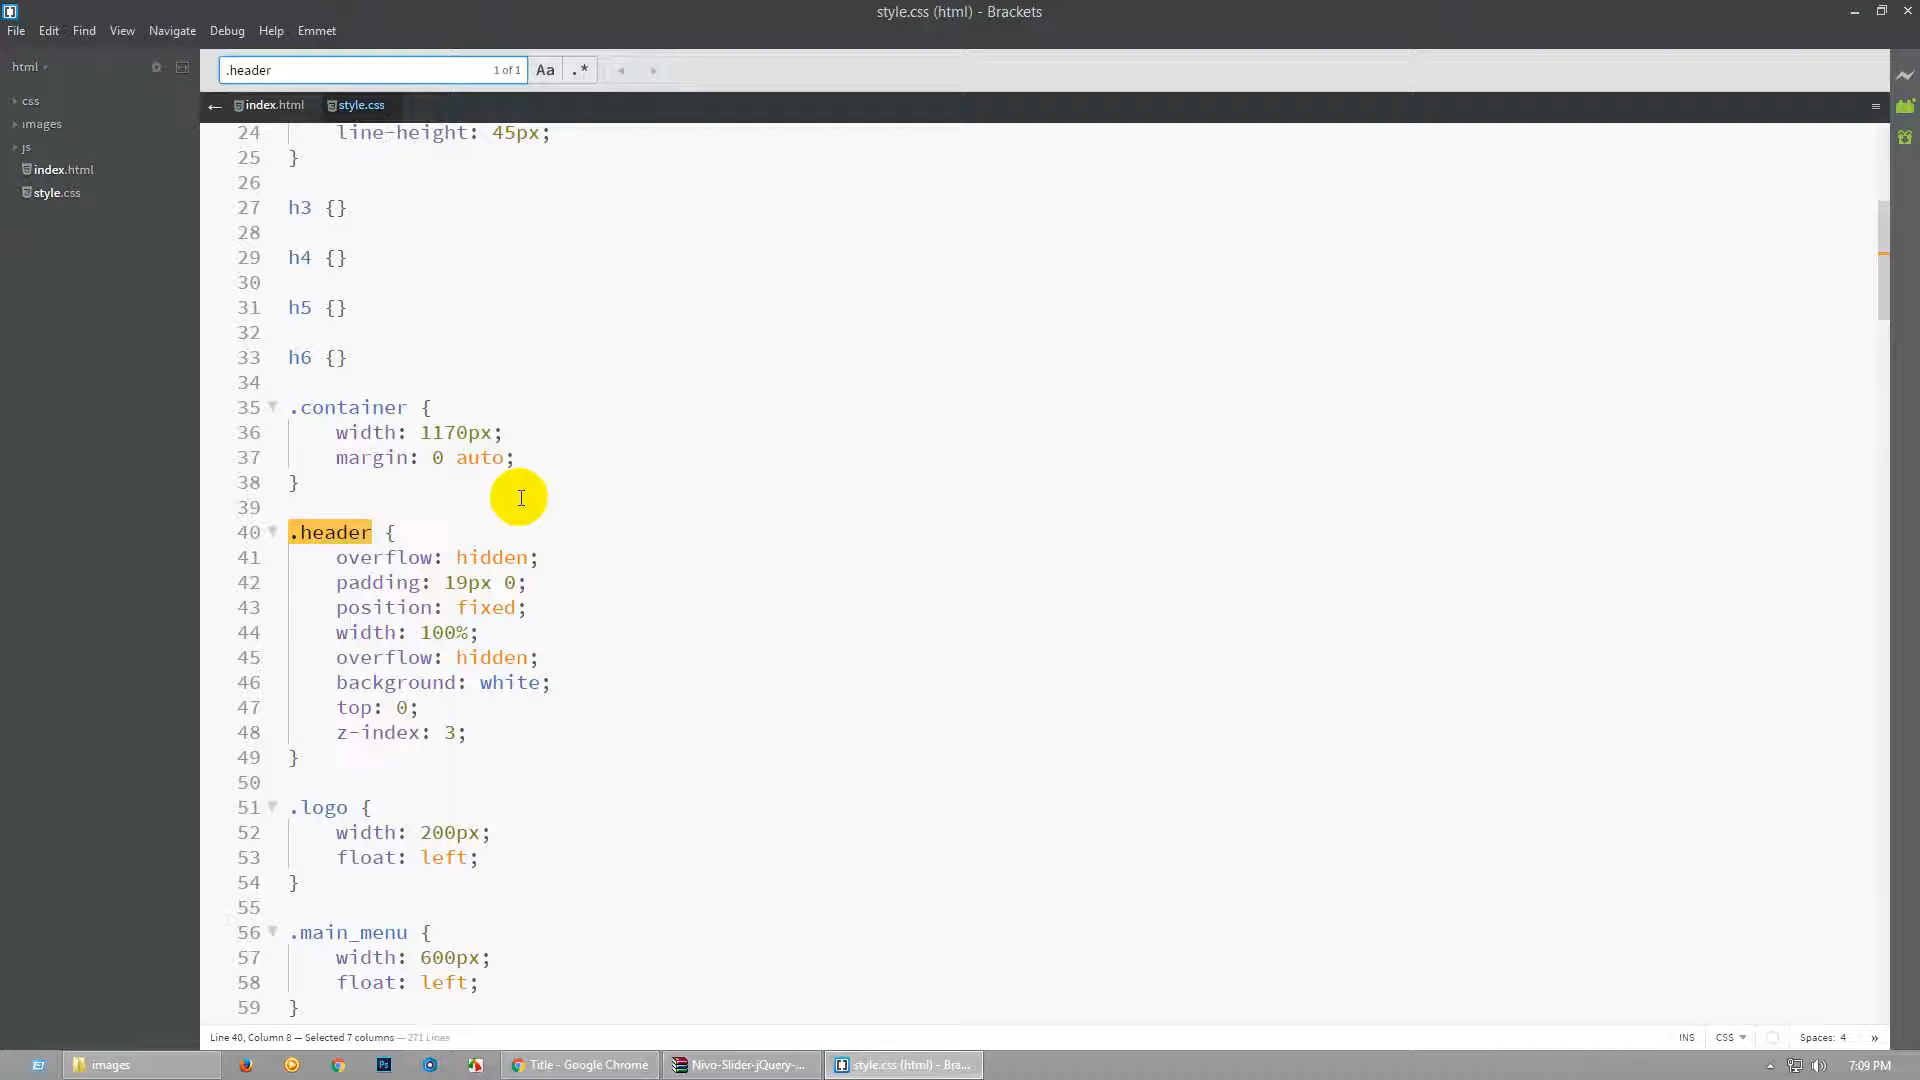 style.css (html) - Brackets
File Edit Find View Navigate Debug Help Emmet
html
css
images
js
index.html
style.css
.header 1 of 1 Aa .*
index.html style.css
24 line-height: 45px;
25 }
26
27 h3 {}
28
29 h4 {}
30
31 h5 {}
32
33 h6 {}
34
35 .container {
36 width: 1170px;
37 margin: 0 auto;
38 }
39
40 .header {
41 overflow: hidden;
42 padding: 19px 0;
43 position: fixed;
44 width: 100%;
45 overflow: hidden;
46 background: white;
47 top: 0;
48 z-index: 3;
49 }
50
51 .logo {
52 width: 200px;
53 float: left;
54 }
55
56 .main_menu {
57 width: 600px;
58 float: left;
59 }
Line 40, Column 8 — Selected 7 columns — 271 Lines INS CSS Spaces: 4 »
images Ps Title - Google Chrome Nivo-Slider-jQuery-... style.css (html) - Bra... 7:09 PM